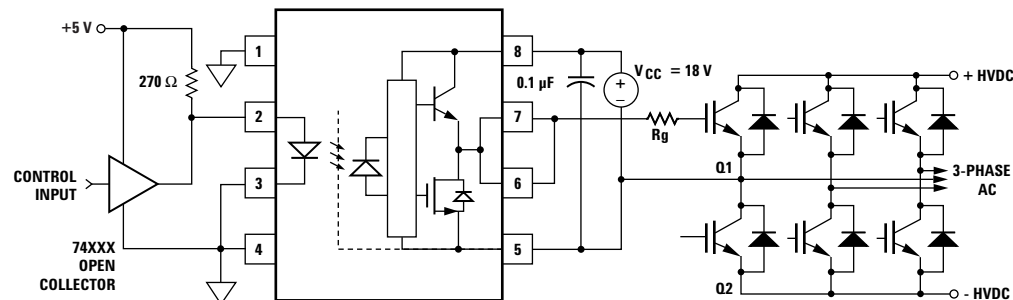 +5 V
270 Ω
CONTROL
INPUT
74XXX
OPEN
COLLECTOR
1
2
3
4
8
7
6
5
0.1 µF
VCC = 18 V
+
−
Rg
+ HVDC
Q1
3-PHASE
AC
Q2
- HVDC